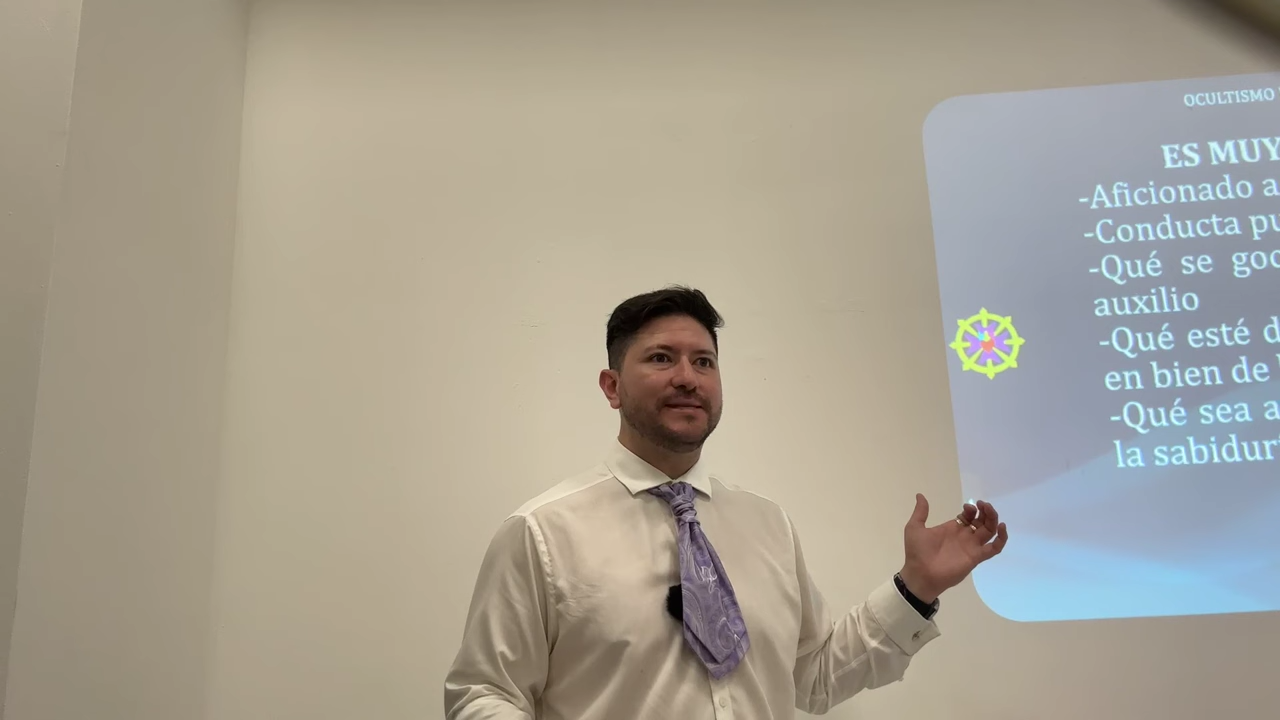 OCULTISMO
ES MUY
-Aficionado a
-Conducta pu
-Qué se goc
auxilio
-Qué esté d
en bien de
-Qué sea a
la sabidur